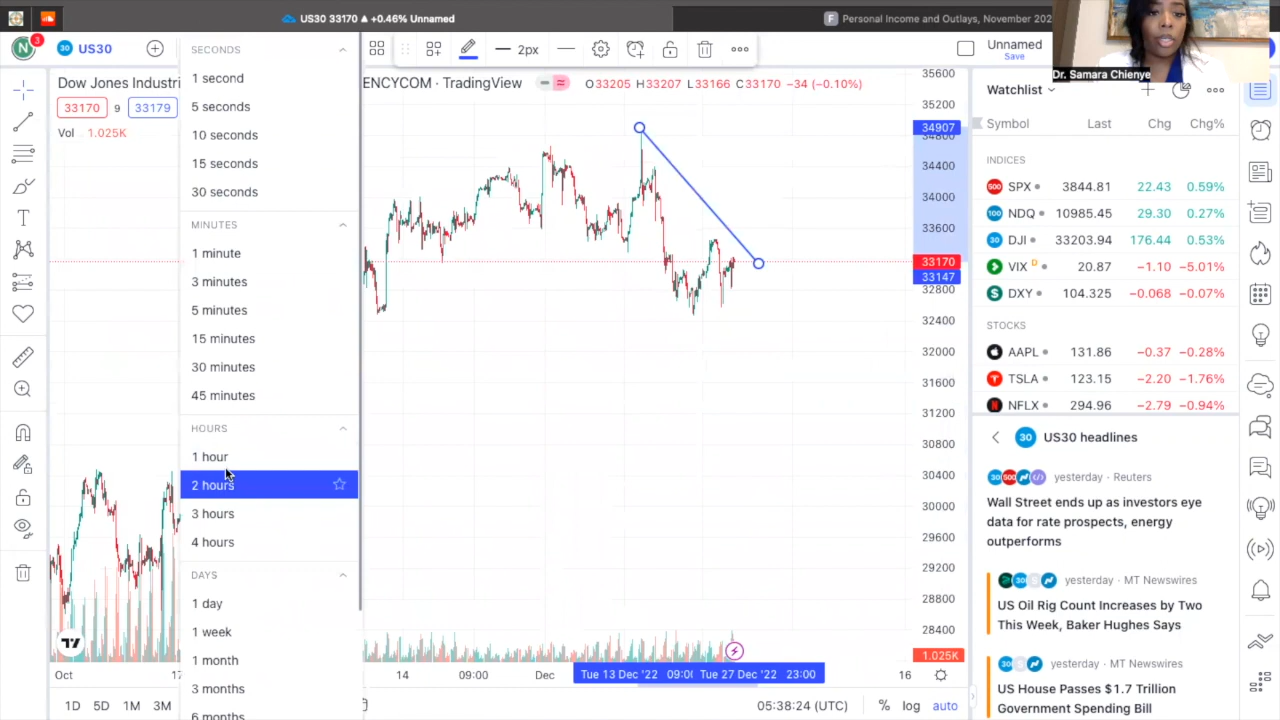 US30 33170 ▲ +0.46% Unnamed
F Personal Income and Outlays, November 202
N 3
30 US30
2px
Unnamed
Save
Dr. Samara Chienye
Dow Jones Industri
ENCYCOM · TradingView
O33205 H33207 L33166 C33170 −34 (−0.10%)
33170 9 33179
Vol 1.025K
SECONDS
1 second
5 seconds
10 seconds
15 seconds
30 seconds
MINUTES
1 minute
3 minutes
5 minutes
15 minutes
30 minutes
45 minutes
HOURS
1 hour
2 hours
3 hours
4 hours
DAYS
1 day
1 week
1 month
3 months
6 months
35600
35200
34907
34800
34400
34000
33600
33170
33147
32800
32400
32000
31600
31200
30800
30400
30000
29600
29200
28800
28400
1.025K
Oct 17 14 09:00 Dec Tue 13 Dec '22 09:00 Tue 27 Dec '22 23:00 16
1D 5D 1M 3M
05:38:24 (UTC) % log auto
Watchlist
Symbol Last Chg Chg%
INDICES
500 SPX 3844.81 22.43 0.59%
100 NDQ 10985.45 29.30 0.27%
30 DJI 33203.94 176.44 0.53%
VIX D 20.87 −1.10 −5.01%
S DXY 104.325 −0.068 −0.07%
STOCKS
AAPL 131.86 −0.37 −0.28%
TSLA 123.15 −2.20 −1.76%
NFLX 294.96 −2.79 −0.94%
30 US30 headlines
yesterday · Reuters
Wall Street ends up as investors eye
data for rate prospects, energy
outperforms
yesterday · MT Newswires
US Oil Rig Count Increases by Two
This Week, Baker Hughes Says
yesterday · MT Newswires
US House Passes $1.7 Trillion
Government Spending Bill